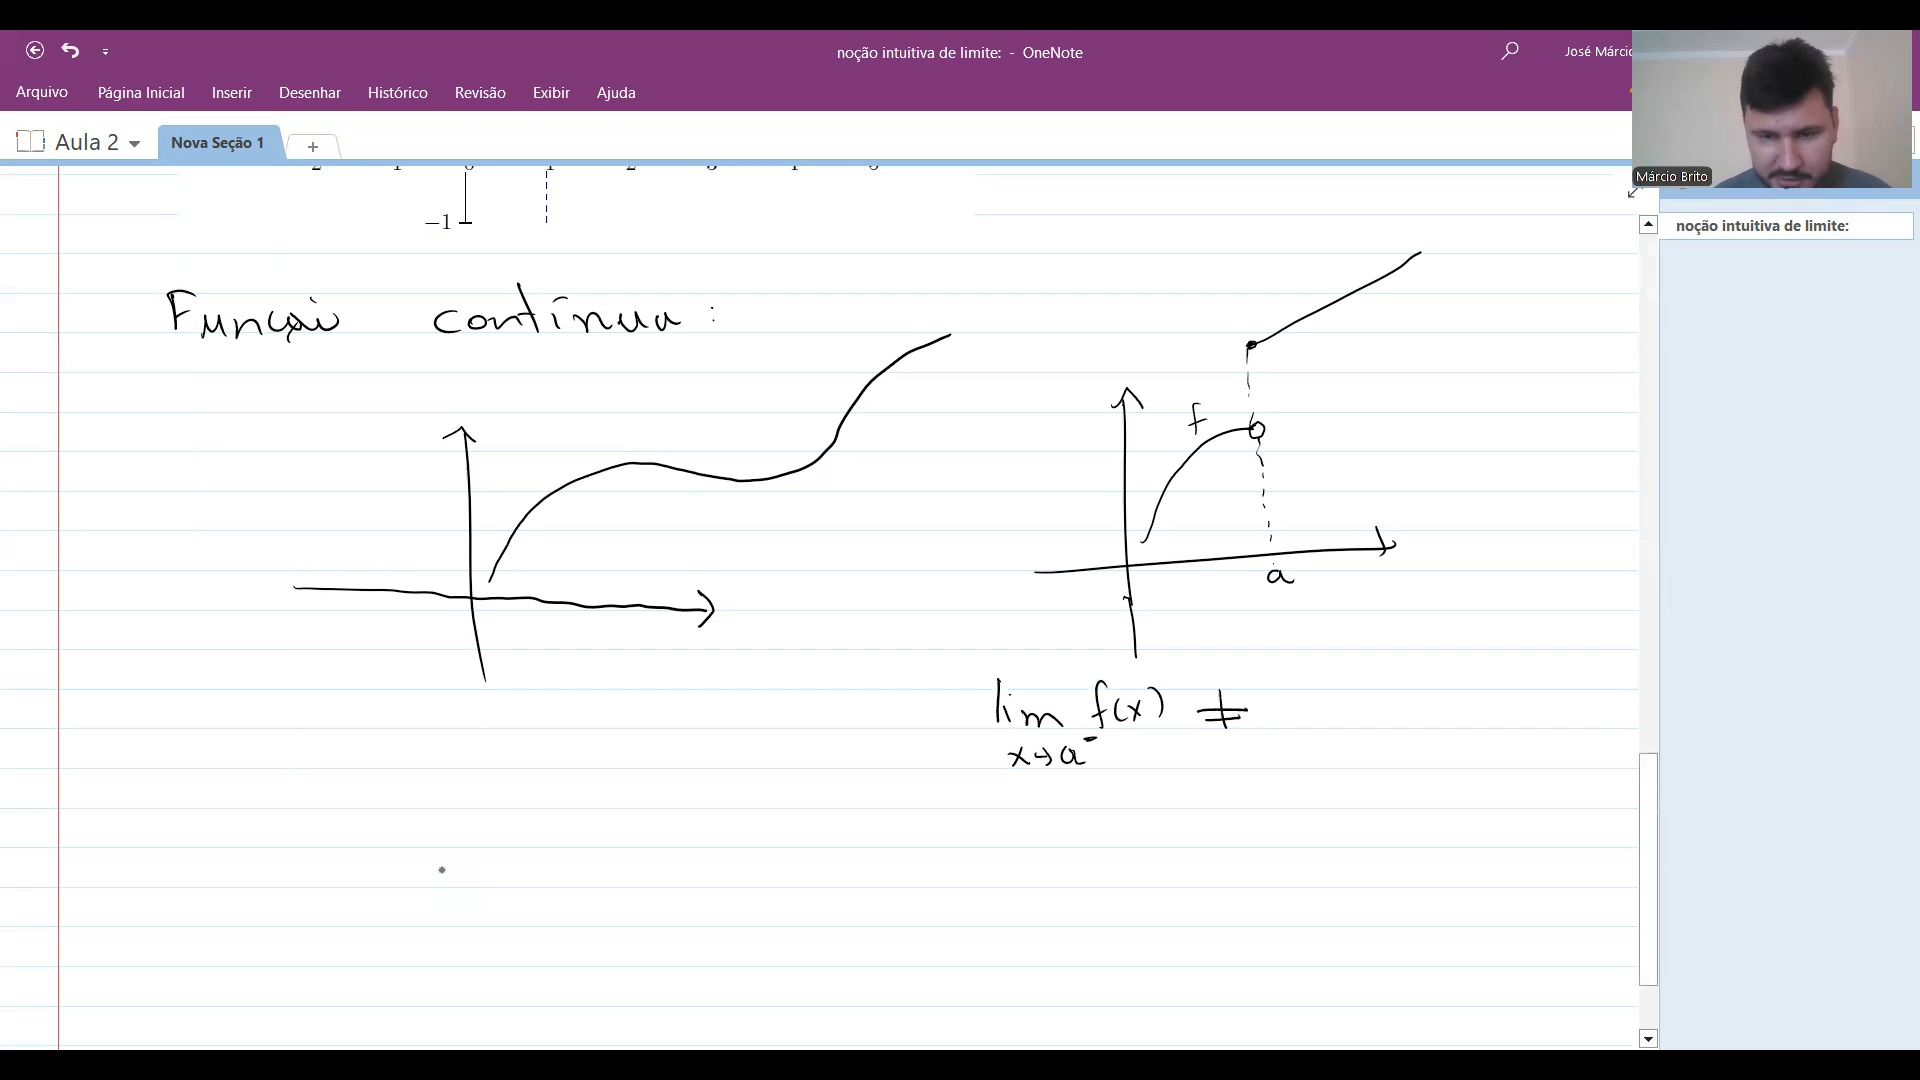 noção intuitiva de limite: - OneNote
José Márcio
Arquivo Página Inicial Inserir Desenhar Histórico Revisão Exibir Ajuda
Aula 2 Nova Seção 1 +
Márcio Brito
noção intuitiva de limite:
-1
Função contínua:
f
a
lim f(x) ≠
x→a⁻